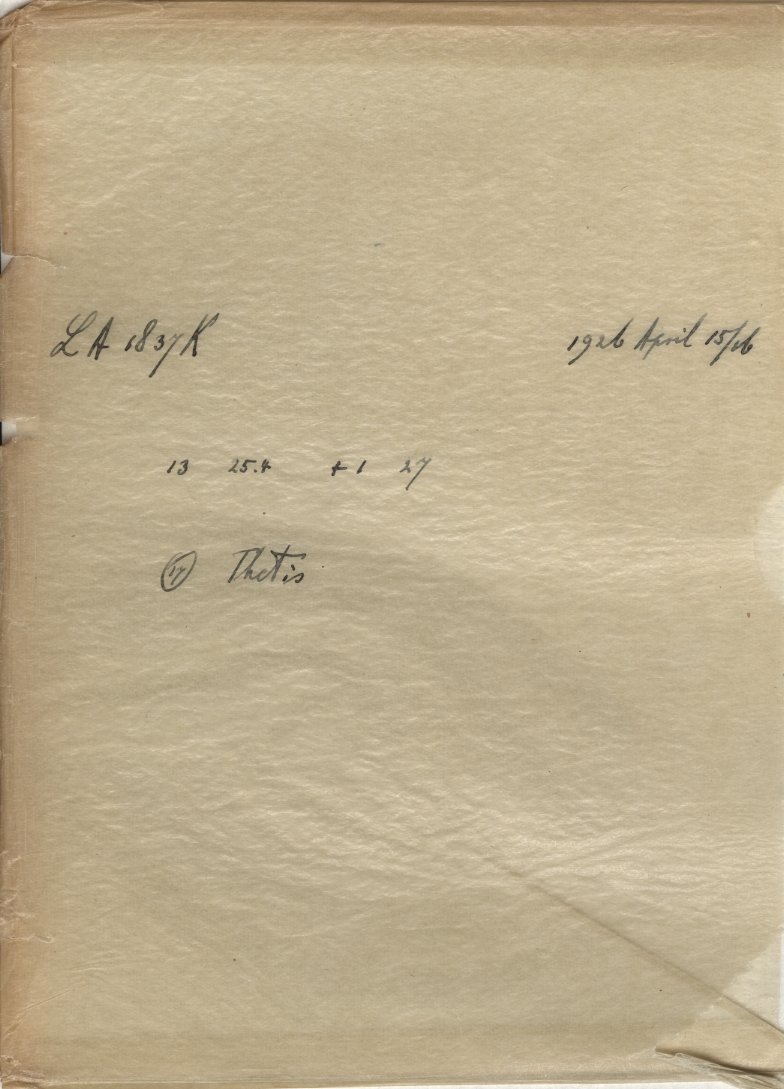 LA 1837K 1926 April 15/16
13 25.4 +1 27
17 Thetis